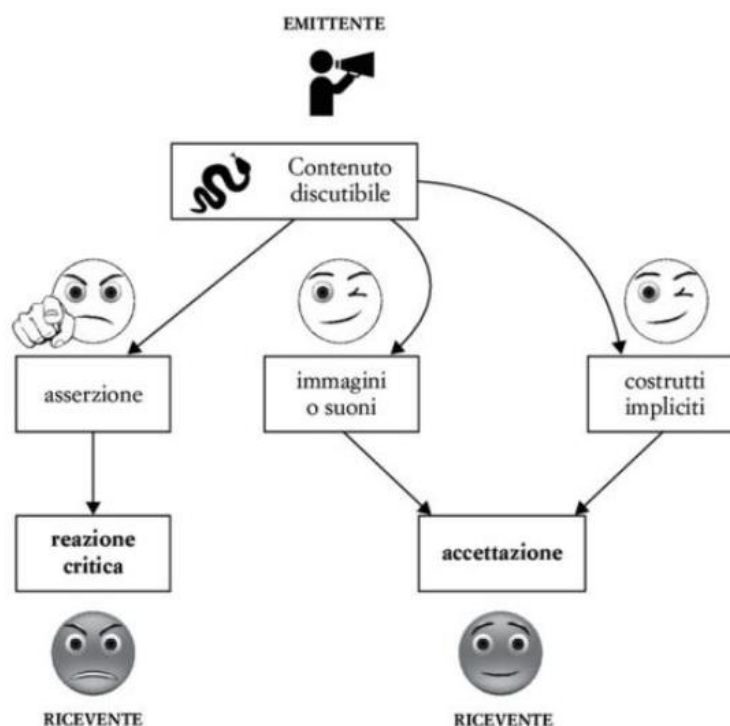 EMITTENTE
Contenuto
discutibile
asserzione
immagini
o suoni
costrutti
impliciti
reazione
critica
accettazione
RICEVENTE
RICEVENTE